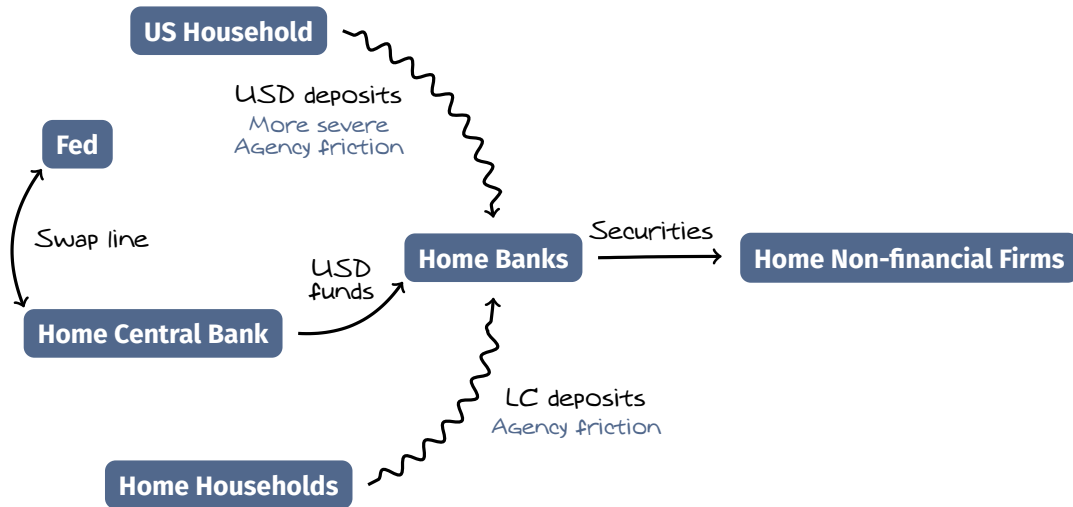 US Household
USD deposits
More severe
Agency friction
Fed
Swap line
USD
funds
Home Banks
Securities
Home Non-financial Firms
Home Central Bank
LC deposits
Agency friction
Home Households